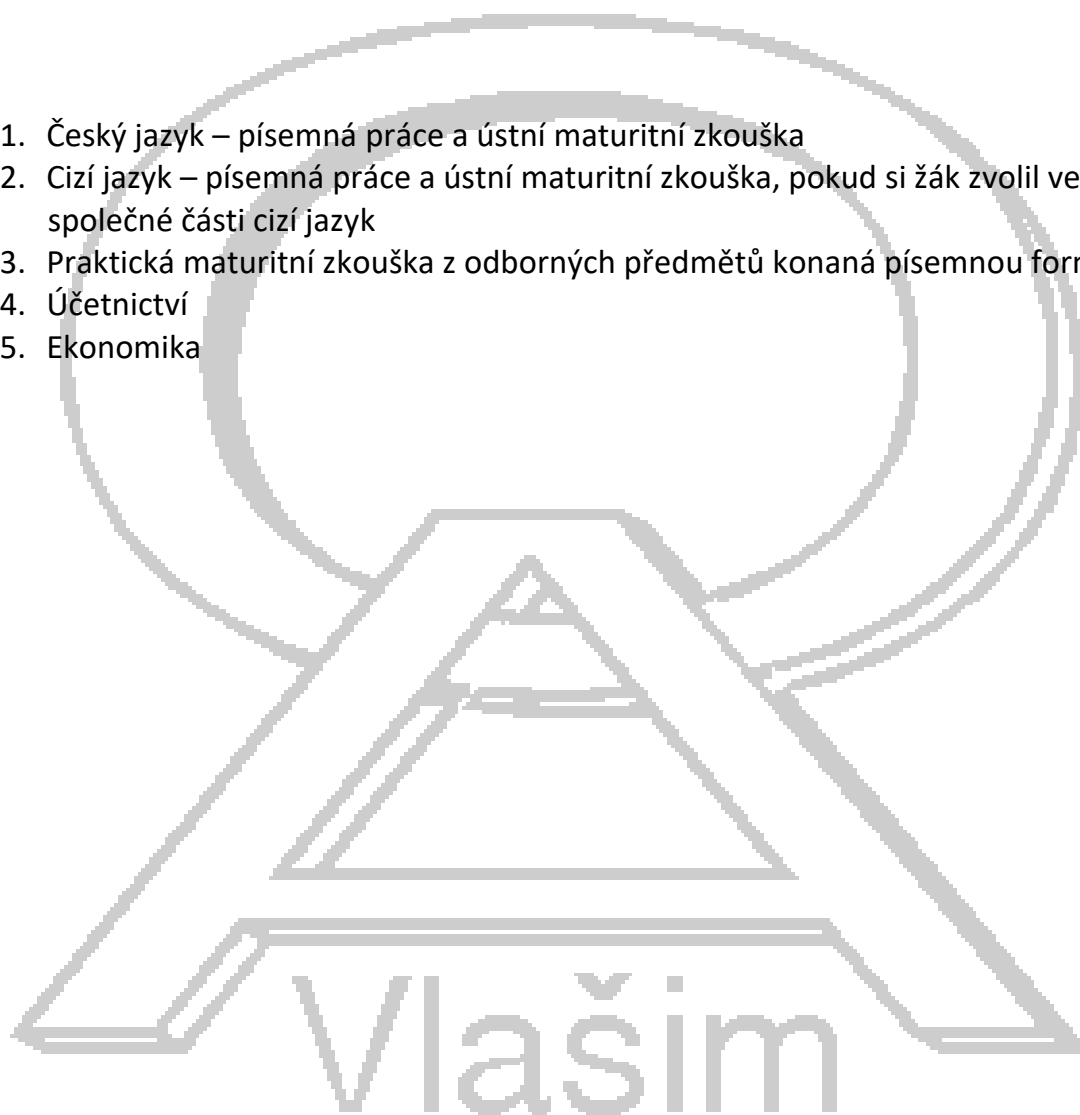 1. Český jazyk – písemná práce a ústní maturitní zkouška
2. Cizí jazyk – písemná práce a ústní maturitní zkouška, pokud si žák zvolil ve
společné části cizí jazyk
3. Praktická maturitní zkouška z odborných předmětů konaná písemnou
4. Účetnictví
5. Ekonomika
Vlašim